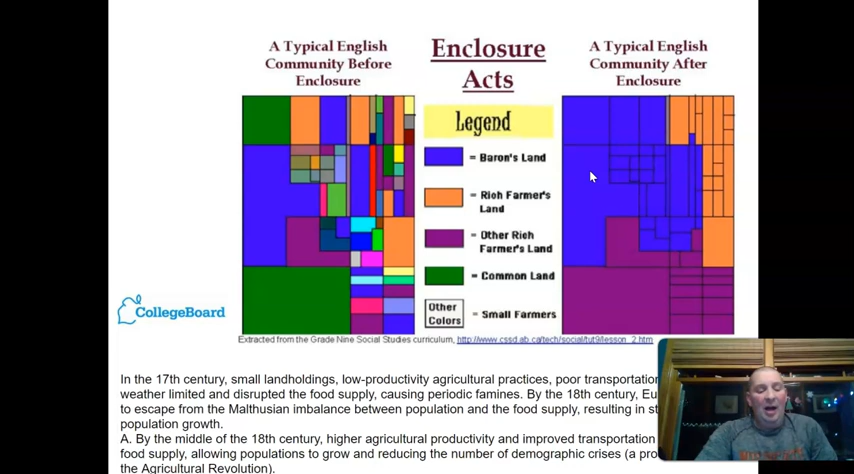 A Typical English
Community Before
Enclosure
Enclosure
Acts
A Typical English
Community After
Enclosure
Legend
= Baron's Land
= Rich Farmer's
Land
= Other Rich
Farmer's Land
= Common Land
Other
Colors
= Small Farmers
CollegeBoard
Extracted from the Grade Nine Social Studies curriculum, http://www.cssd.ab.ca/tech/social/tut9/lesson_2.htm
In the 17th century, small landholdings, low-productivity agricultural practices, poor transportation
weather limited and disrupted the food supply, causing periodic famines. By the 18th century, Eu
to escape from the Malthusian imbalance between population and the food supply, resulting in st
population growth.
A. By the middle of the 18th century, higher agricultural productivity and improved transportation
food supply, allowing populations to grow and reducing the number of demographic crises (a pro
the Agricultural Revolution).